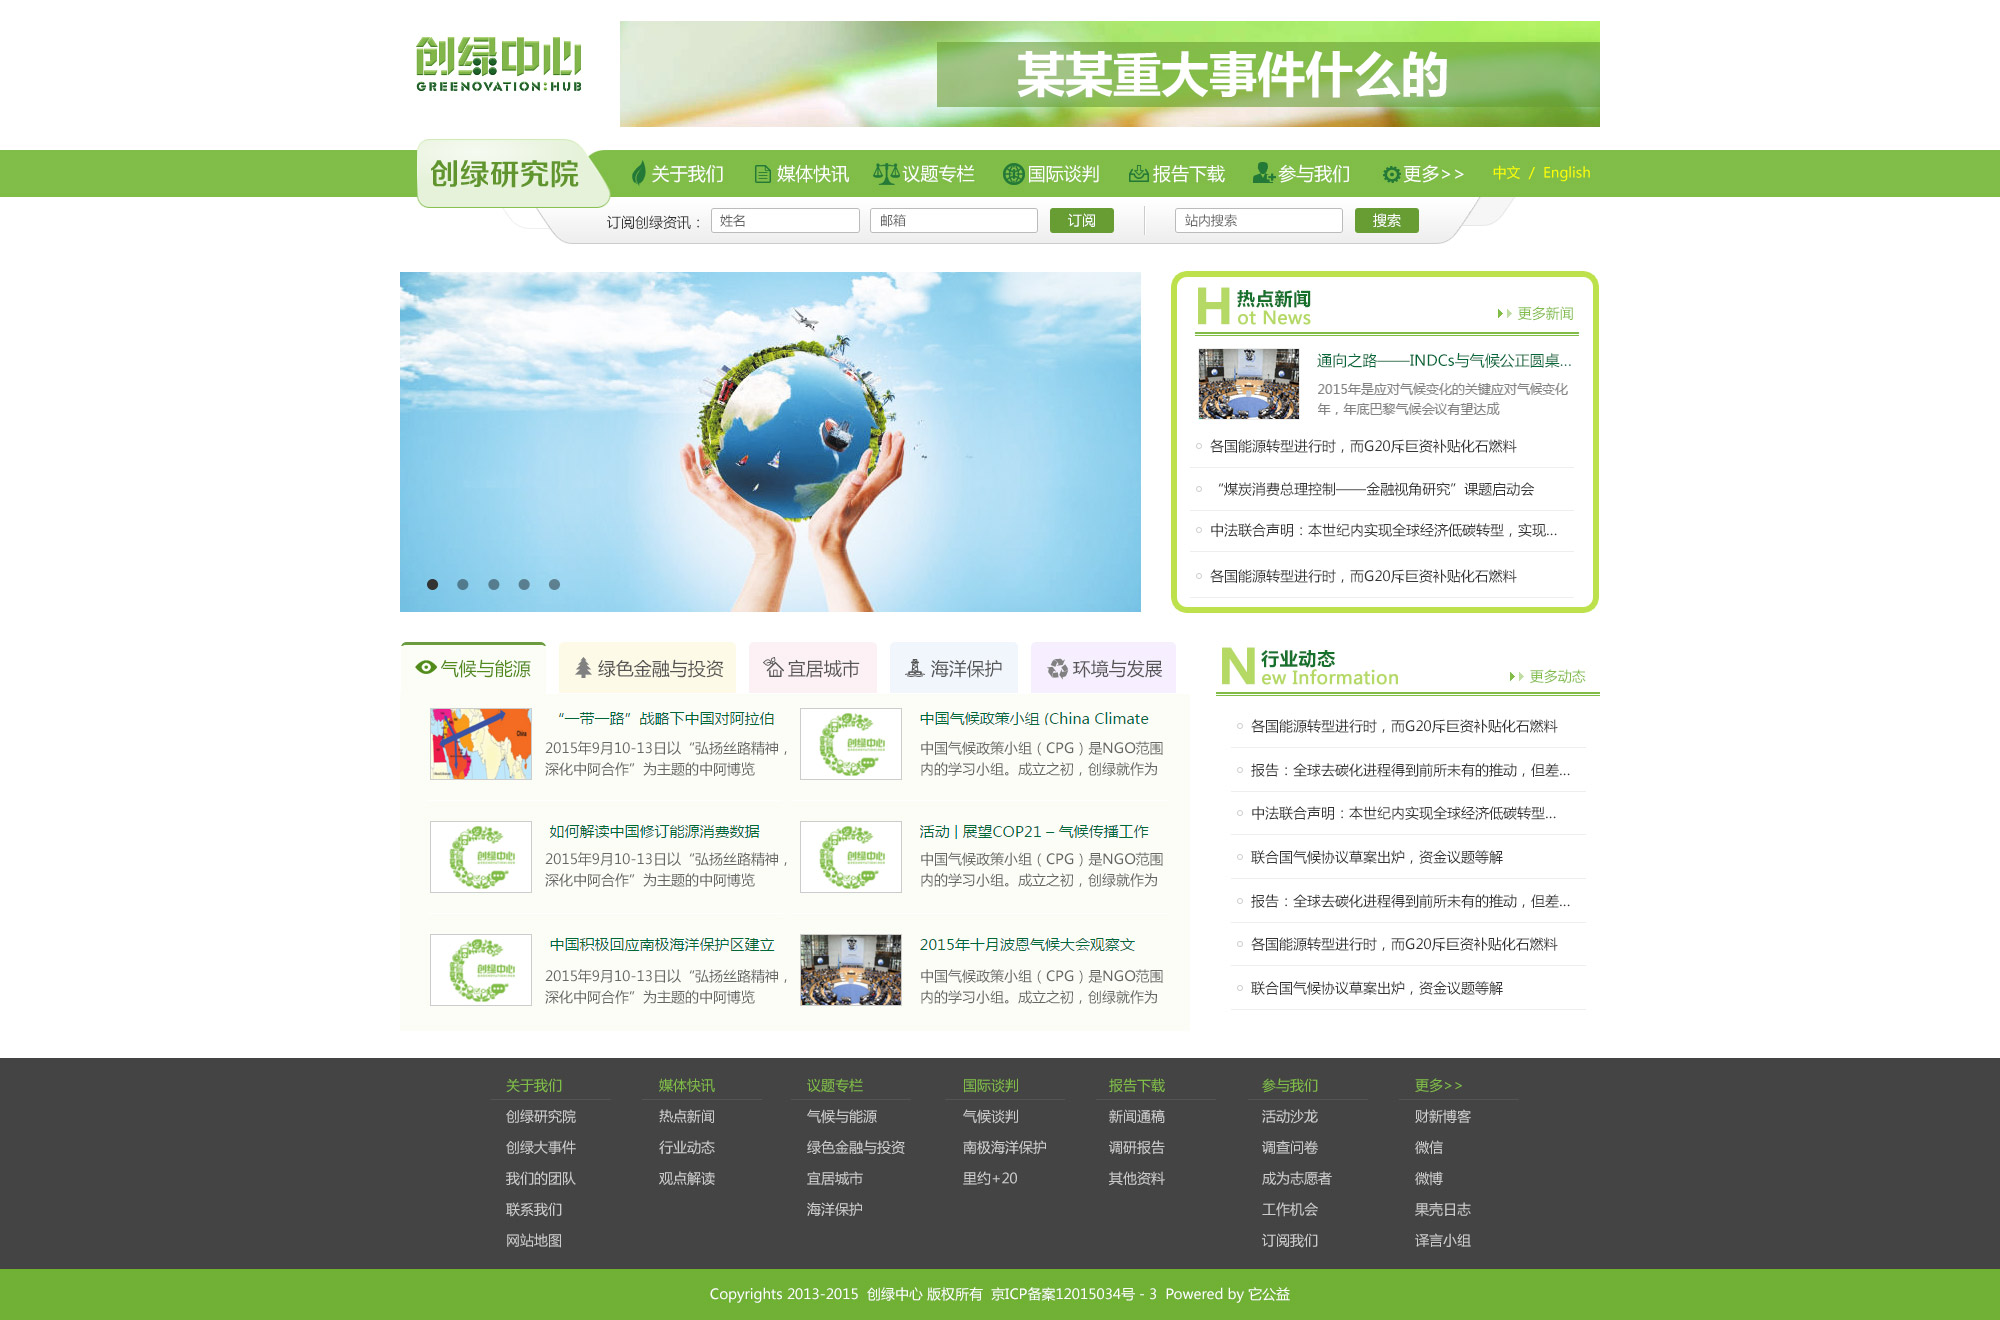 创绿中心
GREENOVATION:HUB
某某重大事件什么的
创绿研究院
关于我们
媒体快讯
议题专栏
国际谈判
报告下载
参与我们
更多>>
中文 / English
订阅创绿资讯：
姓名
邮箱
订阅
站内搜索
搜索
热点新闻
Hot News
更多新闻
通向之路——INDCs与气候公正圆桌...
2015年是应对气候变化的关键应对气候变化
年，年底巴黎气候会议有望达成
各国能源转型进行时，而G20斥巨资补贴化石燃料
“煤炭消费总理控制——金融视角研究”课题启动会
中法联合声明：本世纪内实现全球经济低碳转型，实现...
各国能源转型进行时，而G20斥巨资补贴化石燃料
气候与能源
绿色金融与投资
宜居城市
海洋保护
环境与发展
China
“一带一路”战略下中国对阿拉伯
2015年9月10-13日以“弘扬丝路精神，
深化中阿合作”为主题的中阿博览
创绿中心
中国气候政策小组 (China Climate
中国气候政策小组（CPG）是NGO范围
内的学习小组。成立之初，创绿就作为
创绿中心
如何解读中国修订能源消费数据
2015年9月10-13日以“弘扬丝路精神，
深化中阿合作”为主题的中阿博览
创绿中心
活动 | 展望COP21 – 气候传播工作
中国气候政策小组（CPG）是NGO范围
内的学习小组。成立之初，创绿就作为
创绿中心
中国积极回应南极海洋保护区建立
2015年9月10-13日以“弘扬丝路精神，
深化中阿合作”为主题的中阿博览
2015年十月波恩气候大会观察文
中国气候政策小组（CPG）是NGO范围
内的学习小组。成立之初，创绿就作为
行业动态
New Information
更多动态
各国能源转型进行时，而G20斥巨资补贴化石燃料
报告：全球去碳化进程得到前所未有的推动，但差...
中法联合声明：本世纪内实现全球经济低碳转型...
联合国气候协议草案出炉，资金议题等解
报告：全球去碳化进程得到前所未有的推动，但差...
各国能源转型进行时，而G20斥巨资补贴化石燃料
联合国气候协议草案出炉，资金议题等解
关于我们
创绿研究院
创绿大事件
我们的团队
联系我们
网站地图
媒体快讯
热点新闻
行业动态
观点解读
议题专栏
气候与能源
绿色金融与投资
宜居城市
海洋保护
国际谈判
气候谈判
南极海洋保护
里约+20
报告下载
新闻通稿
调研报告
其他资料
参与我们
活动沙龙
调查问卷
成为志愿者
工作机会
订阅我们
更多>>
财新博客
微信
微博
果壳日志
译言小组
Copyrights 2013-2015 创绿中心 版权所有 京ICP备案12015034号 - 3 Powered by 它公益